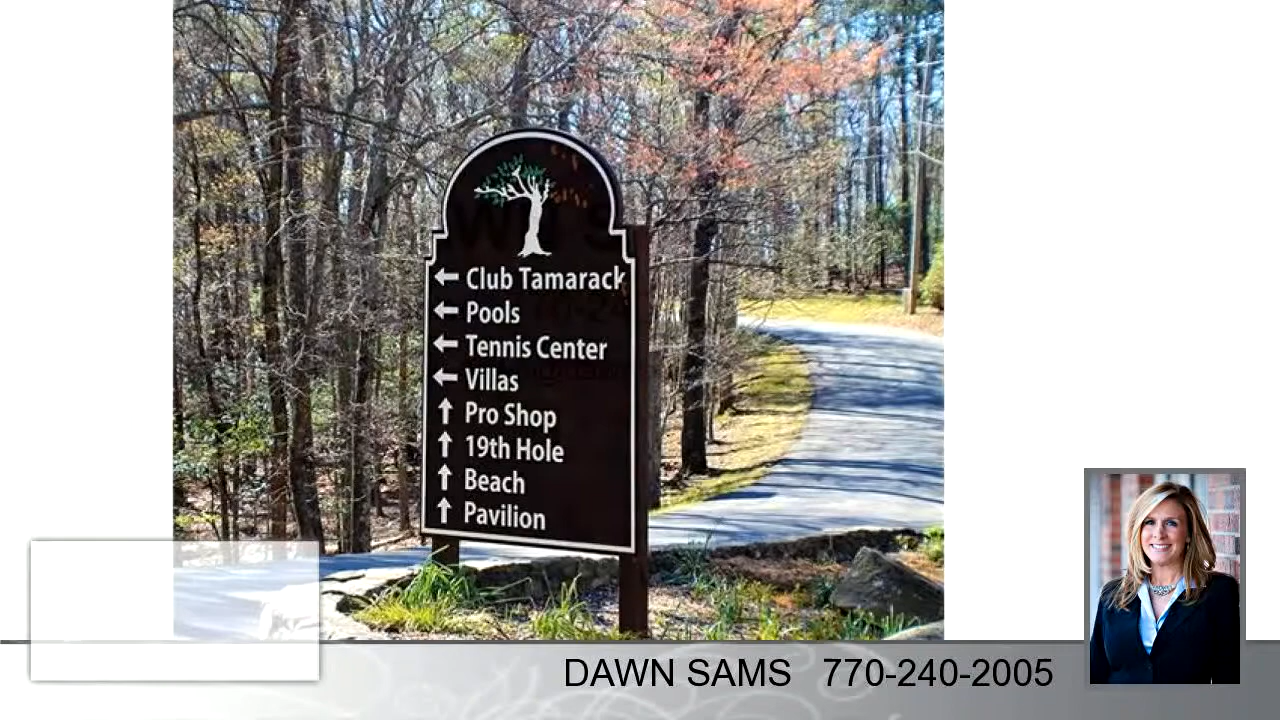 ← Club Tamarack
← Pools
← Tennis Center
← Villas
↑ Pro Shop
↑ 19th Hole
↑ Beach
↑ Pavilion
DAWN SAMS 770-240-2005